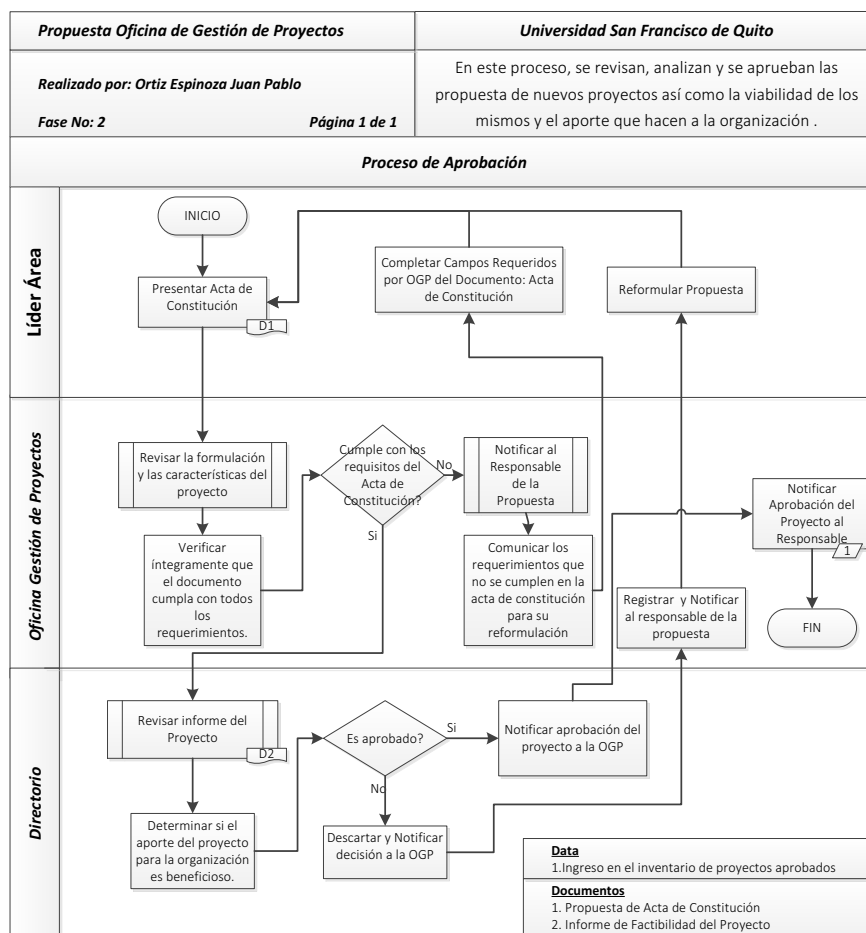 Propuesta Oficina de Gestión de Proyectos
Universidad San Francisco de Quito
Realizado por: Ortiz Espinoza Juan Pablo
Fase No: 2
Página 1 de 1
En este proceso, se revisan, analizan y se aprueban las
propuesta de nuevos proyectos así como la viabilidad de los
mismos y el aporte que hacen a la organización .
Proceso de Aprobación
Líder Área
INICIO
Presentar Acta de
Constitución
D1
Completar Campos Requeridos
por OGP del Documento: Acta
de Constitución
Reformular Propuesta
Oficina Gestión de Proyectos
Revisar la formulación
y las características del
proyecto
Verificar
íntegramente que
el documento
cumpla con todos
los
requerimientos.
Cumple con los
requisitos del
Acta de
Constitución?
No
Si
Notificar al
Responsable
de la
Propuesta
Comunicar los
requerimientos que
no se cumplen en la
acta de constitución
para su
reformulación
Registrar y Notificar
al responsable de la
propuesta
Notificar
Aprobación del
Proyecto al
Responsable
1
FIN
Directorio
Revisar informe del
Proyecto
D2
Determinar si el
aporte del proyecto
para la organización
es beneficioso.
Es aprobado?
Si
No
Notificar aprobación del
proyecto a la OGP
Descartar y Notificar
decisión a la OGP
Data
1.Ingreso en el inventario de proyectos aprobados
Documentos
1. Propuesta de Acta de Constitución
2. Informe de Factibilidad del Proyecto